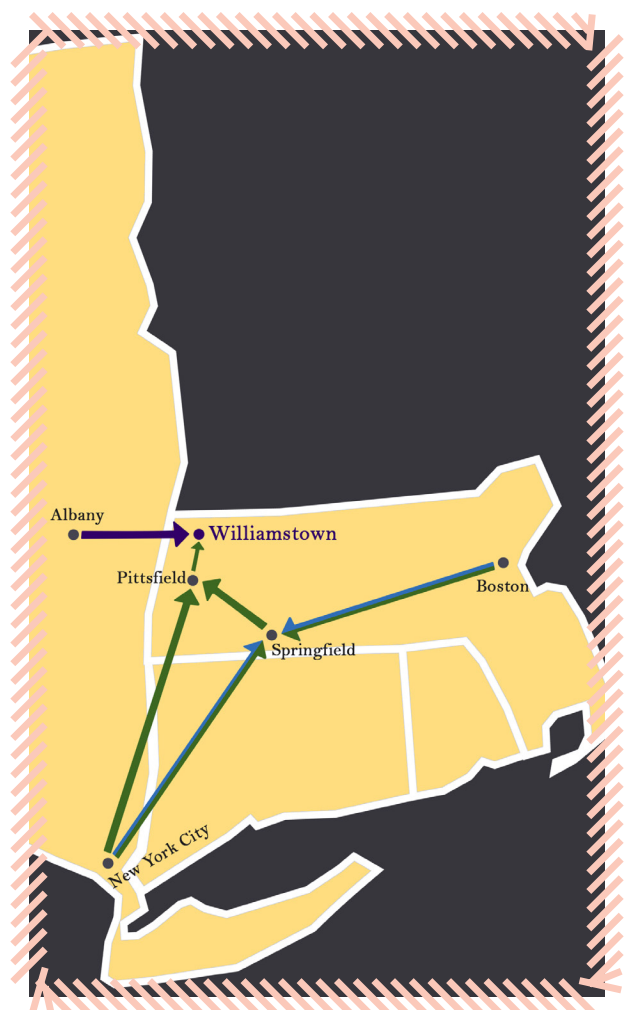 Albany
Williamstown
Pittsfield
Boston
Springfield
New York City